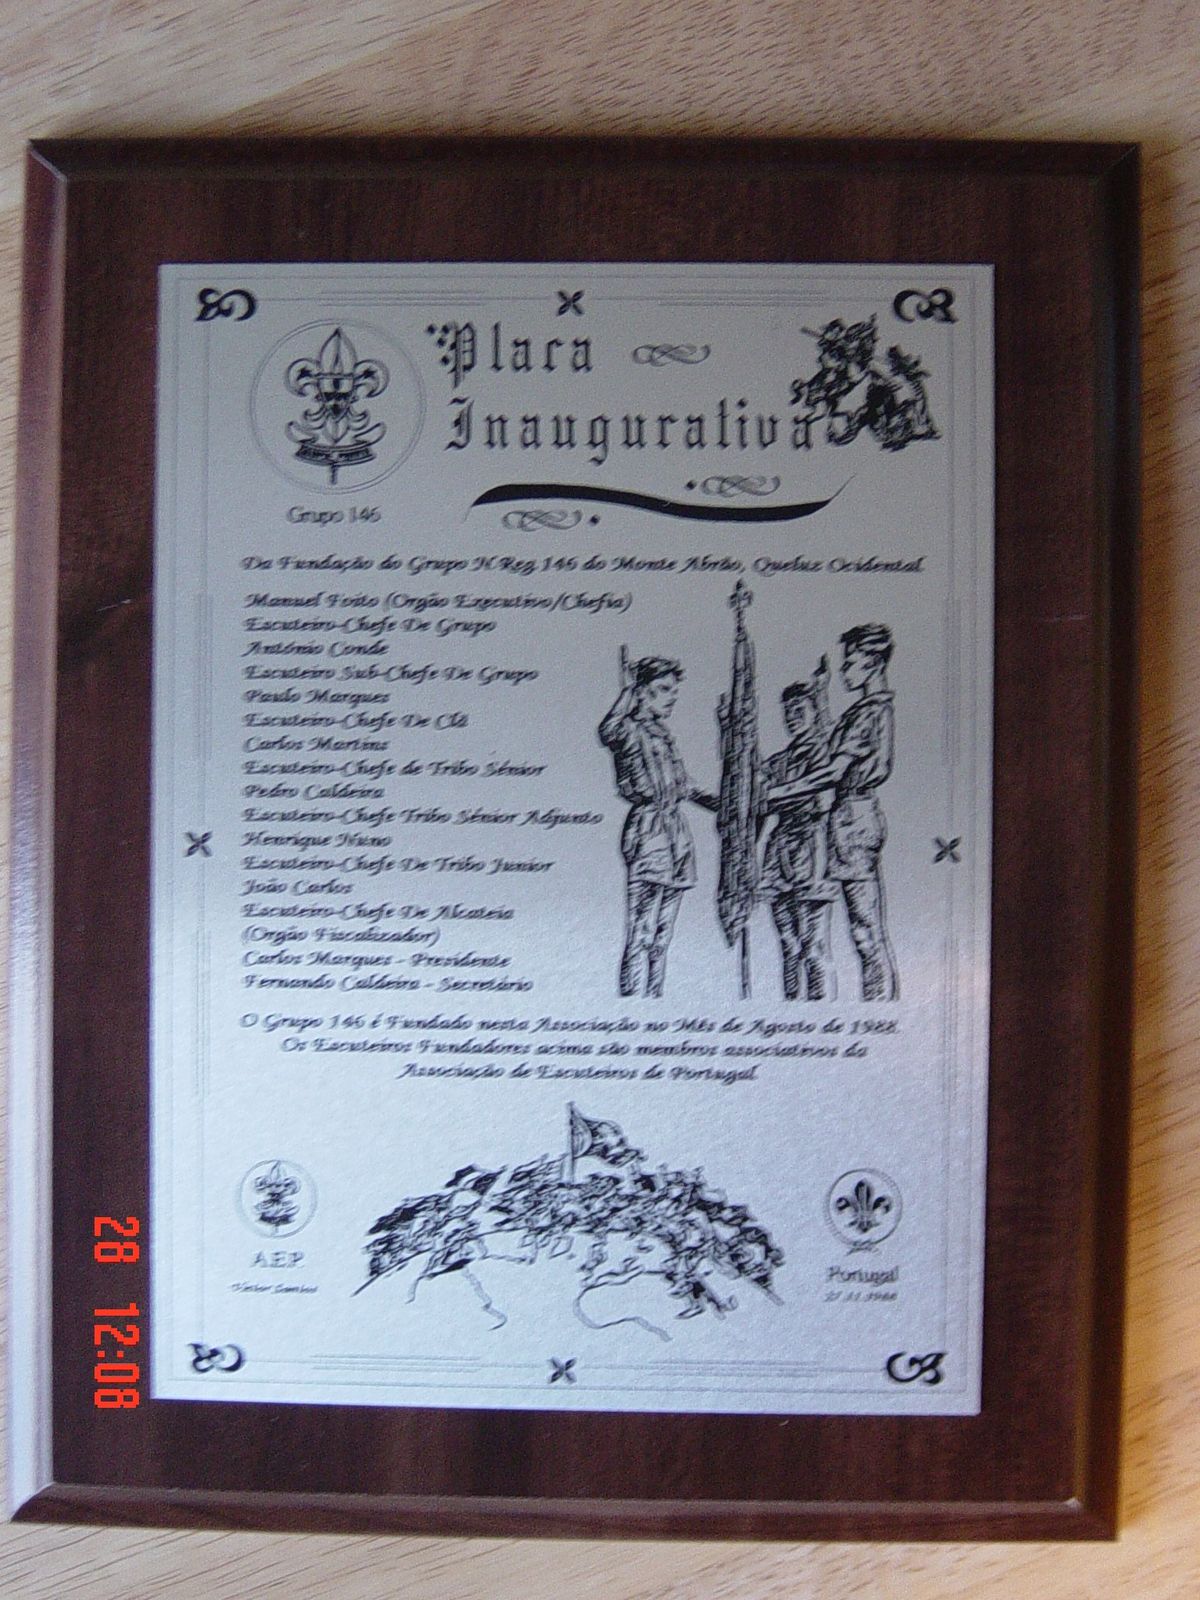 Placa
Inaugurativa
Grupo 146
Da Fundação do Grupo N.Reg.146 do Monte Abrão, Queluz Ocidental
Manuel Foito (Orgão Executivo/Chefia)
Escuteiro-Chefe De Grupo
António Conde
Escuteiro Sub-Chefe De Grupo
Paulo Marques
Escuteiro-Chefe De Clã
Carlos Martins
Escuteiro-Chefe de Tribo Sénior
Pedro Caldeira
Escuteiro-Chefe Tribo Sénior Adjunto
Henrique Nuno
Escuteiro-Chefe De Tribo Junior
João Carlos
Escuteiro-Chefe De Alcateia
(Orgão Fiscalizador)
Carlos Marques - Presidente
Fernando Caldeira - Secretário
O Grupo 146 é Fundado nesta Associação no Mês de Agosto de 1988.
Os Escuteiros Fundadores acima são membros associativos da
Associação de Escuteiros de Portugal
A.E.P.
Portugal
28 12:08